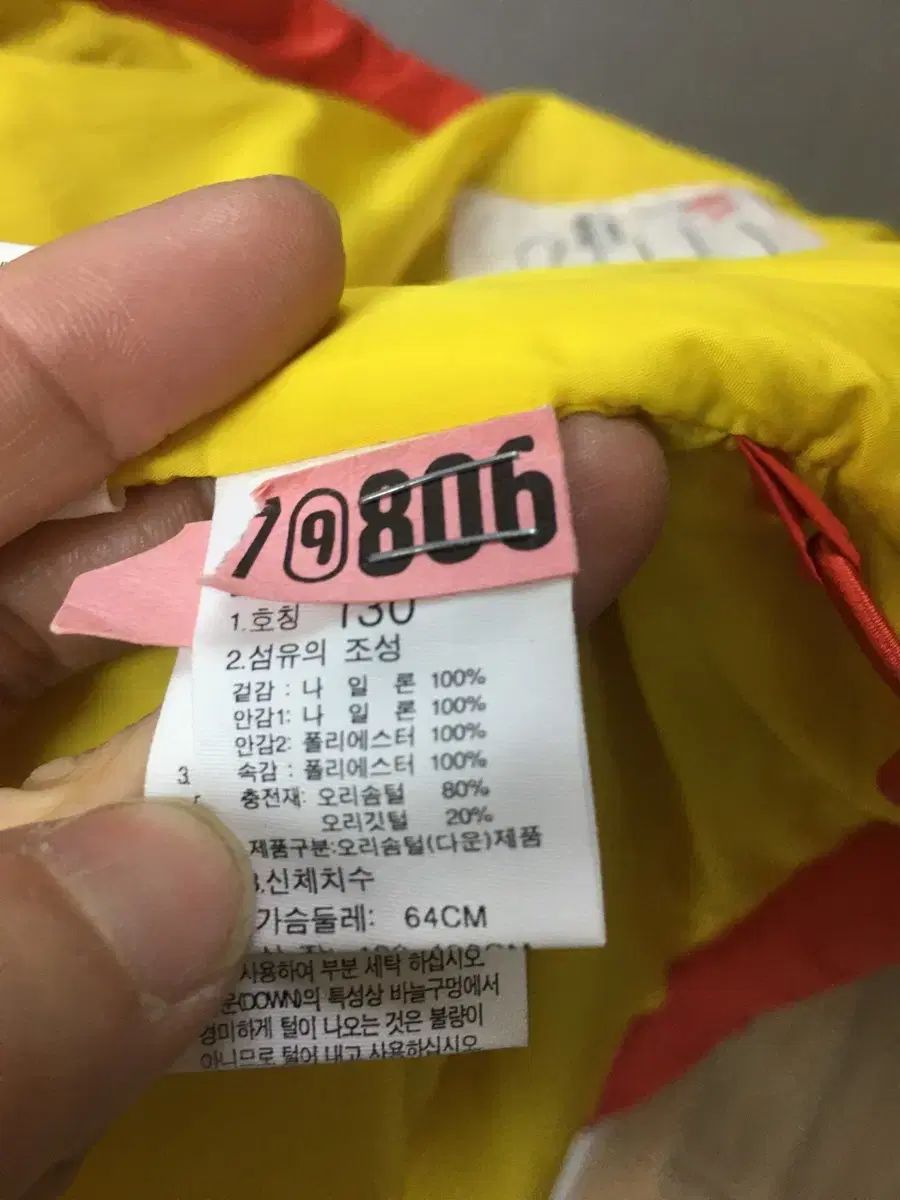 7⑨806
1.호칭 130
2.섬유의 조성
겉감 : 나 일 론 100%
안감1: 나 일 론 100%
안감2: 폴리에스터 100%
속감 : 폴리에스터 100%
충전재: 오리솜털 80%
오리깃털 20%
제품구분:오리솜털(다운)제품
3.신체치수
가슴둘레: 64CM
3.
사용하여 부분 세탁 하십시오
(DOWN)의 특성상 바늘구멍에서
경미하게 털이 나오는 것은 불량이
아니므로 털어 내고 사용하십시오.